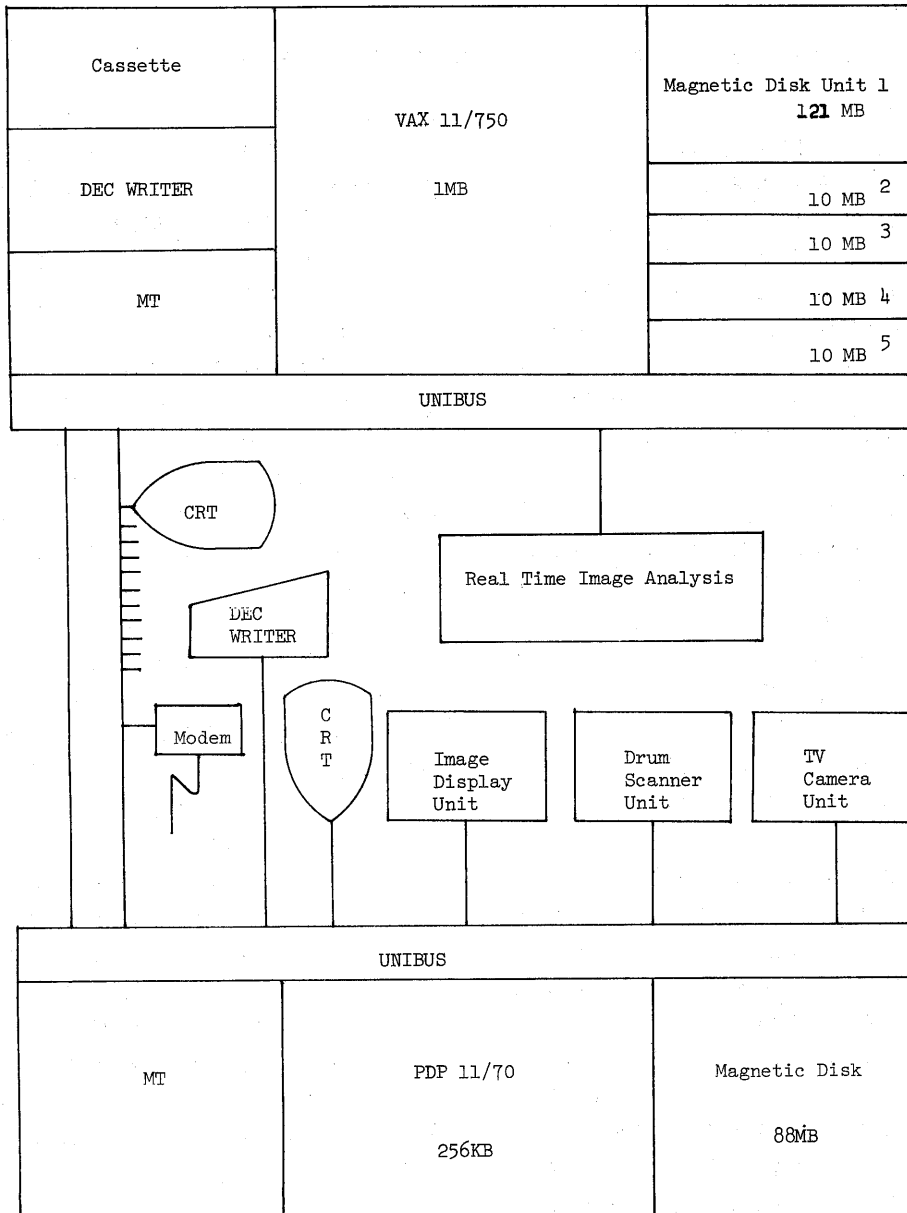 Cassette
VAX 11/750
1MB
Magnetic Disk Unit 1
121 MB
DEC WRITER
10 MB 2
10 MB 3
MT
10 MB 4
10 MB 5
UNIBUS
CRT
Real Time Image Analysis
DEC
WRITER
C
R
T
Modem
Image
Display
Unit
Drum
Scanner
Unit
TV
Camera
Unit
UNIBUS
MT
PDP 11/70
256KB
Magnetic Disk
88MB